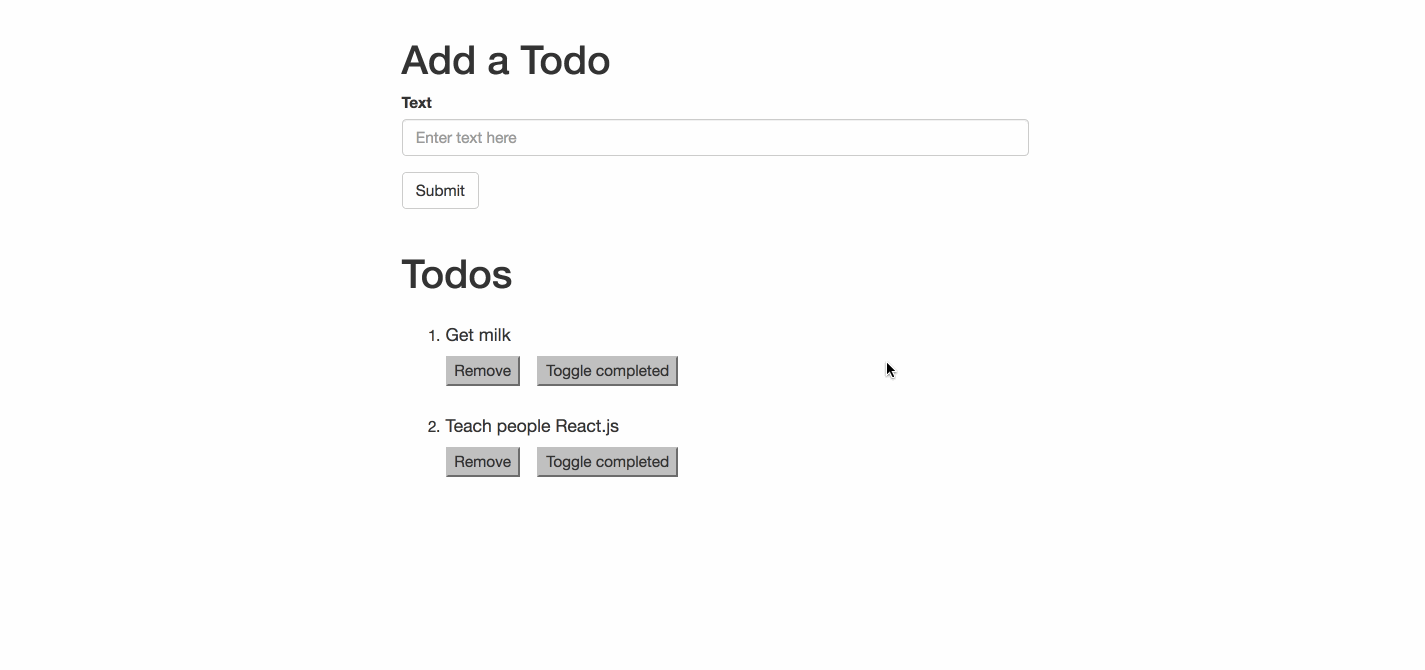 Add a Todo
Text
Enter text here
Submit
Todos
1. Get milk
Remove Toggle completed
2. Teach people React.js
Remove Toggle completed